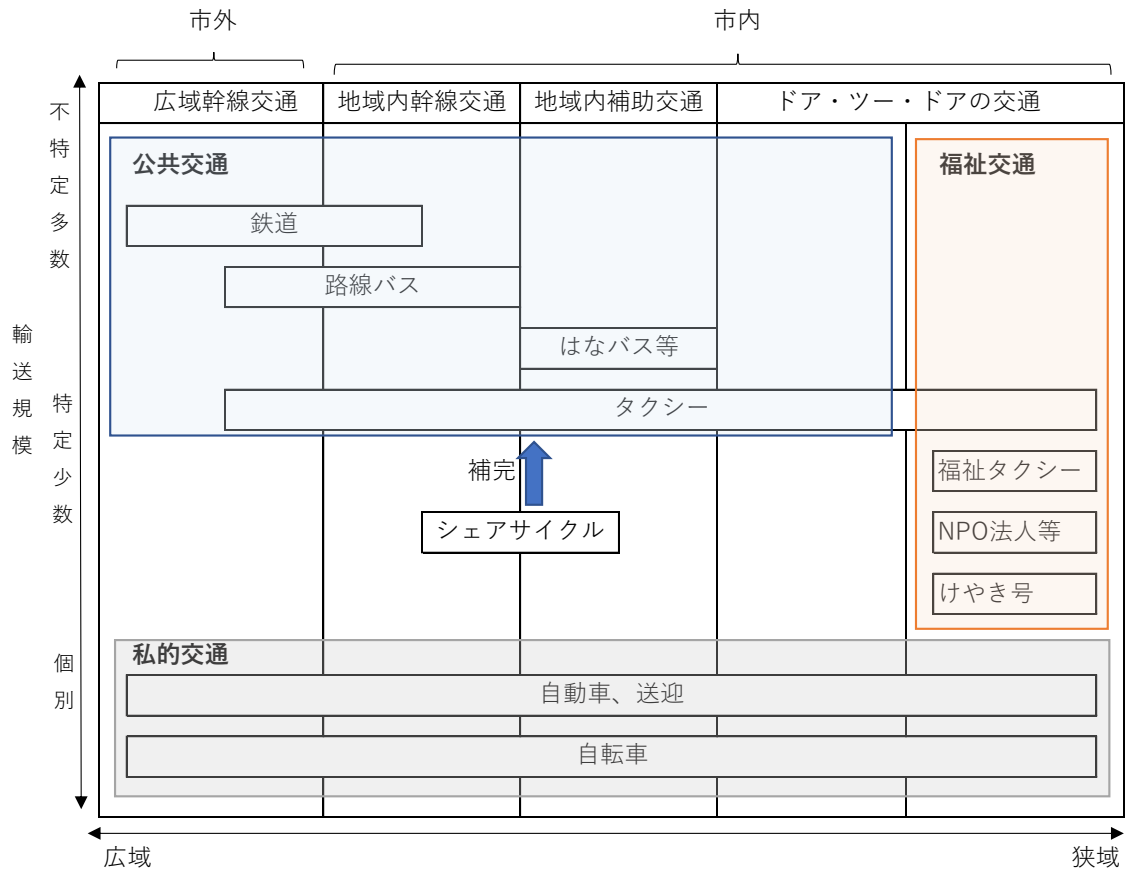 市外
市内
広域幹線交通
地域内幹線交通
地域内補助交通
ドア・ツー・ドアの交通
不特定多数
公共交通
福祉交通
鉄道
路線バス
はなバス等
輸送規模
特定少数
タクシー
補完
福祉タクシー
シェアサイクル
NPO法人等
けやき号
個別
私的交通
自動車、送迎
自転車
広域
狭域